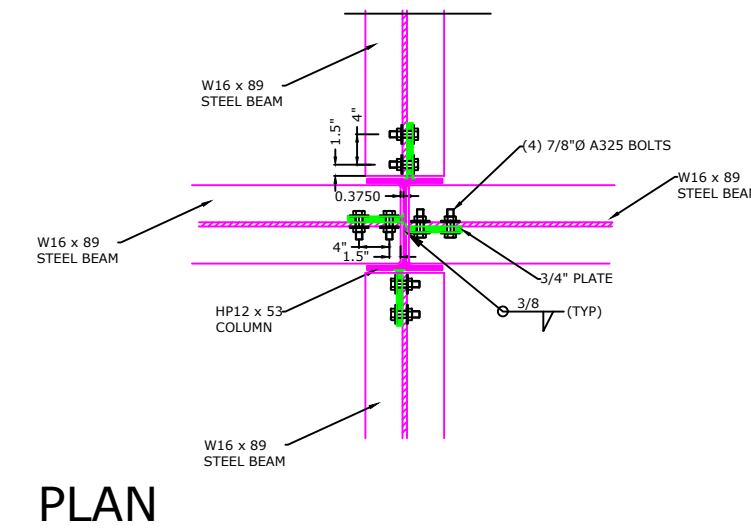 W16 x 89
STEEL BEAM
1.5"
4"
(4) 7/8"Ø A325 BOLTS
W16 x 89
STEEL BEAM
0.3750
W16 x 89
STEEL BEAM
4"
1.5"
3/4" PLATE
HP12 x 53
COLUMN
3/8
(TYP)
W16 x 89
STEEL BEAM
PLAN